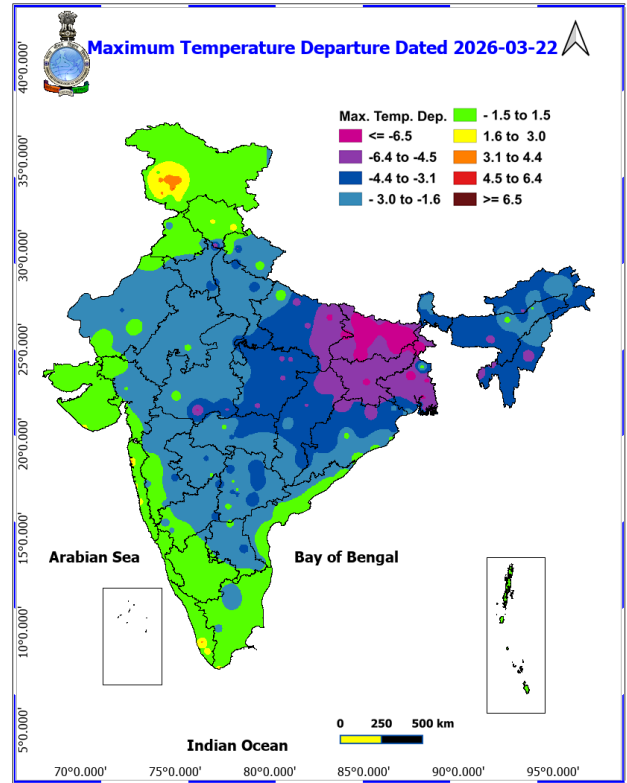 Maximum Temperature Departure Dated 2026-03-22
Max. Temp. Dep.
<= -6.5
-6.4 to -4.5
-4.4 to -3.1
- 3.0 to -1.6
- 1.5 to 1.5
1.6 to 3.0
3.1 to 4.4
4.5 to 6.4
>= 6.5
40°0.000'
35°0.000'
30°0.000'
25°0.000'
20°0.000'
15°0.000'
10°0.000'
5°0.000'
Arabian Sea
Bay of Bengal
Indian Ocean
0 250 500 km
70°0.000' 75°0.000' 80°0.000' 85°0.000' 90°0.000' 95°0.000'